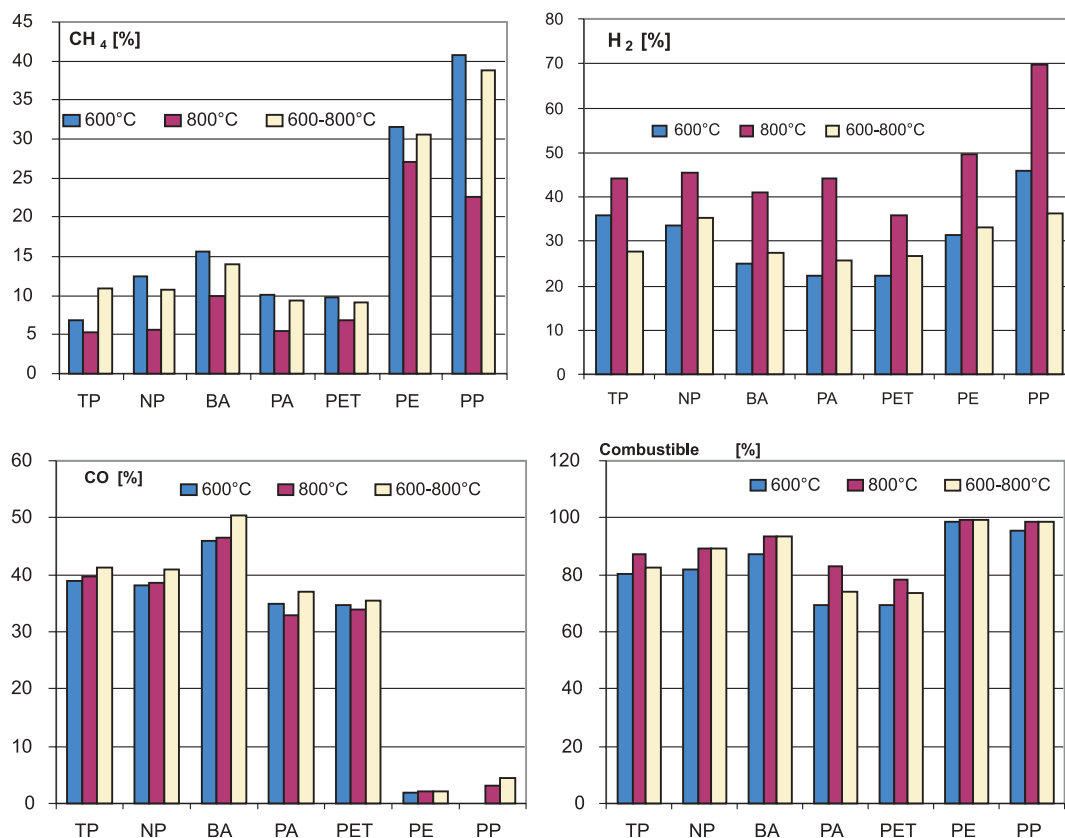 CH 4 [%]
45
40
35
30
25
20
15
10
5
0
600°C 800°C 600-800°C
TP NP BA PA PET PE PP
H 2 [%]
80
70
60
50
40
30
20
10
0
600°C 800°C 600-800°C
TP NP BA PA PET PE PP
CO [%]
60
50
40
30
20
10
0
600°C 800°C 600-800°C
TP NP BA PA PET PE PP
Combustible [%]
120
100
80
60
40
20
0
600°C 800°C 600-800°C
TP NP BA PA PET PE PP